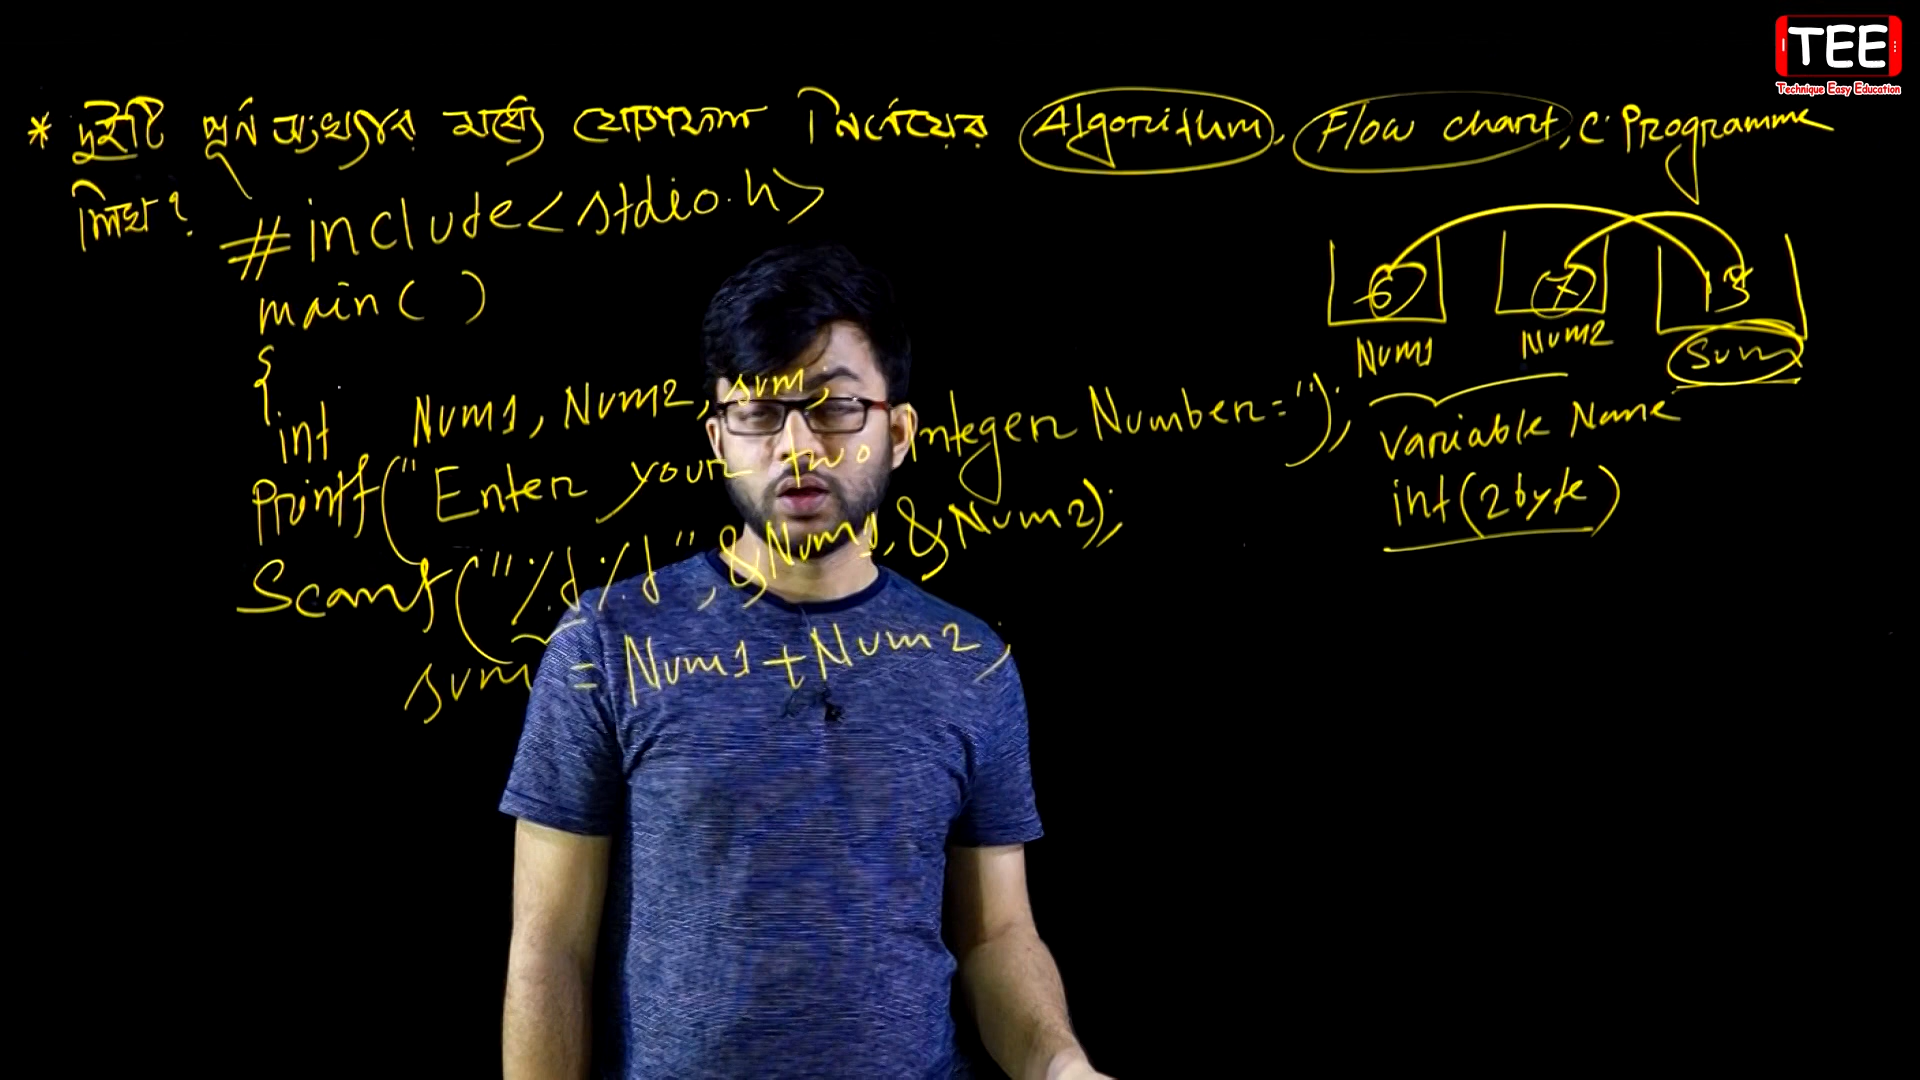 TEE
Technique Easy Education
* দুইটি পূর্ন সংখ্যার মধ্যে যোগফল নির্ণয়ের Algorithm, Flow chart, C Programme
লিখ?
#include<stdio.h>
main( )
{
int Num1, Num2, sum;
Printf("Enter your two Integer Number=");
Scanf("%d%d", &Num1, &Num2);
sum = Num1+Num2;
6 7 13
Num1 Num2 Sum
Variable Name
int(2byte)